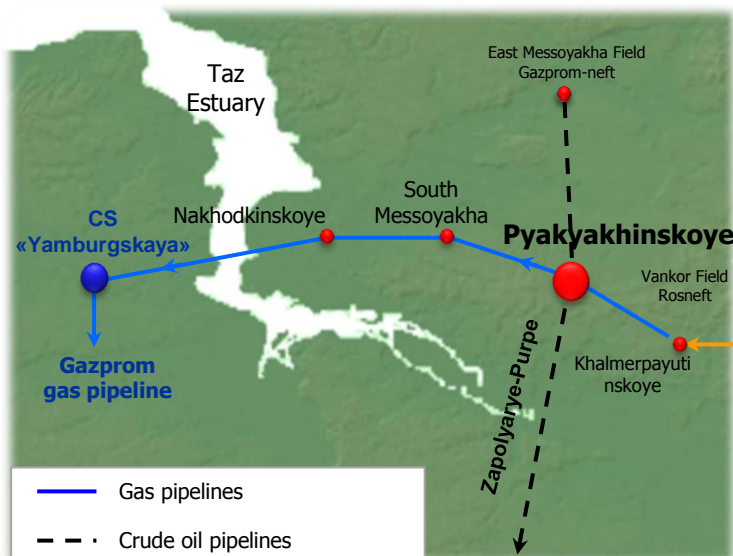 East Messoyakha Field
Gazprom-neft
Taz
Estuary
South
Messoyakha
CS
«Yamburgskaya»
Nakhodkinskoye
Pyakyakhinskoye
Vankor Field
Rosneft
Gazprom
gas pipeline
Khalmerpayuti
nskoye
Zapolyarye-Purpe
Gas pipelines
Crude oil pipelines